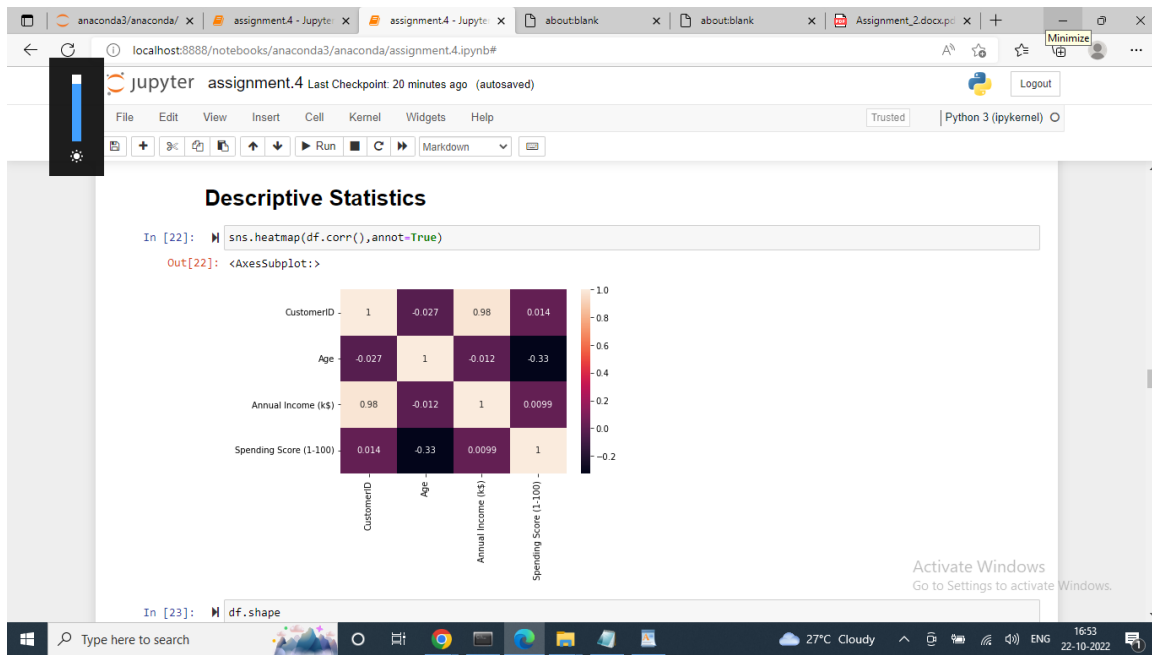 anaconda3/anaconda/
assignment.4 - Jupyte
assignment4 - Jupyte
about:blank
about:blank
Assignment_2.docx.pd
Minimize
localhost:8888/notebooks/anaconda3/anaconda/assignment.4.ipynb#
jupyter assignment.4 Last Checkpoint: 20 minutes ago (autosaved)
Logout
File Edit View Insert Cell Kernel Widgets Help
Trusted
Python 3 (ipykernel)
Run
Markdown
Descriptive Statistics
In [22]: sns.heatmap(df.corr(),annot=True)
Out[22]: <AxesSubplot:>
CustomerID 1 -0.027 0.98 0.014
Age -0.027 1 -0.012 -0.33
Annual Income (k$) 0.98 -0.012 1 0.0099
Spending Score (1-100) 0.014 -0.33 0.0099 1
CustomerID
Age
Annual Income (k$)
Spending Score (1-100)
1.0
0.8
0.6
0.4
0.2
0.0
−0.2
Activate Windows
Go to Settings to activate Windows.
In [23]: df.shape
Type here to search
27°C Cloudy
ENG
16:53
22-10-2022
1